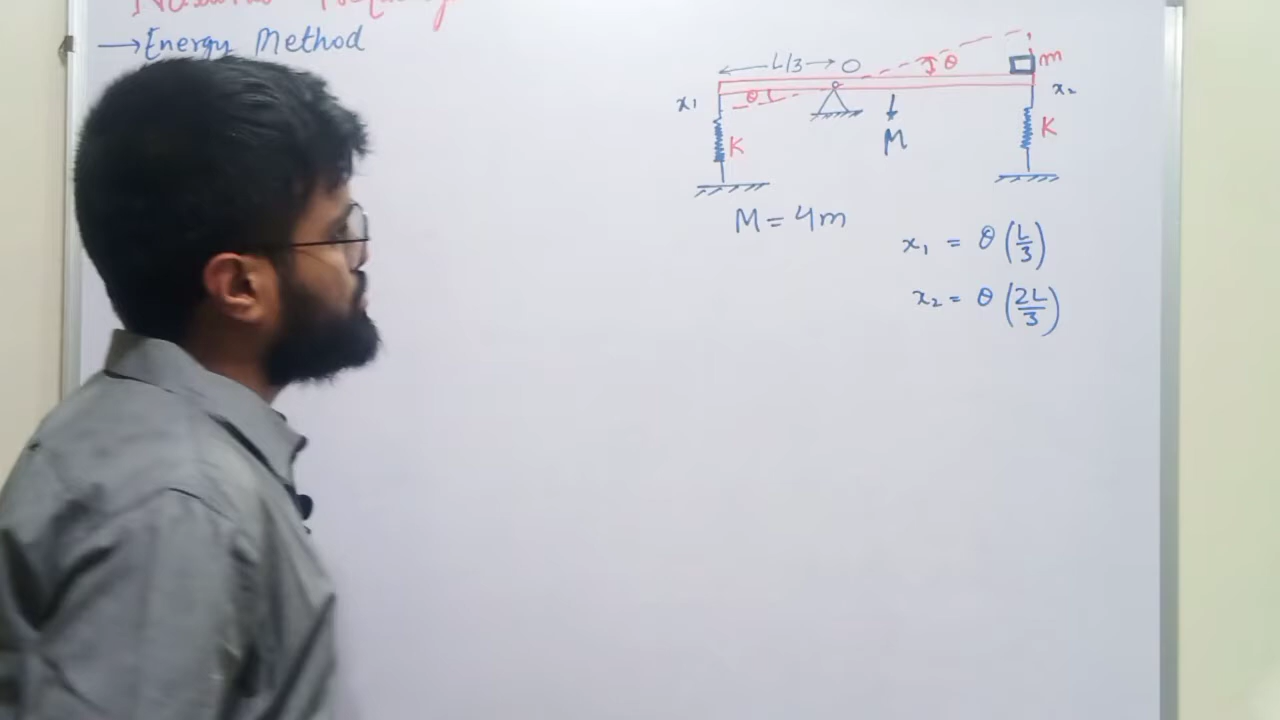 →Energy Method
L/3 O θ m
x₁ θ x₂
K M K
M = 4m
x₁ = θ (L/3)
x₂ = θ (2L/3)